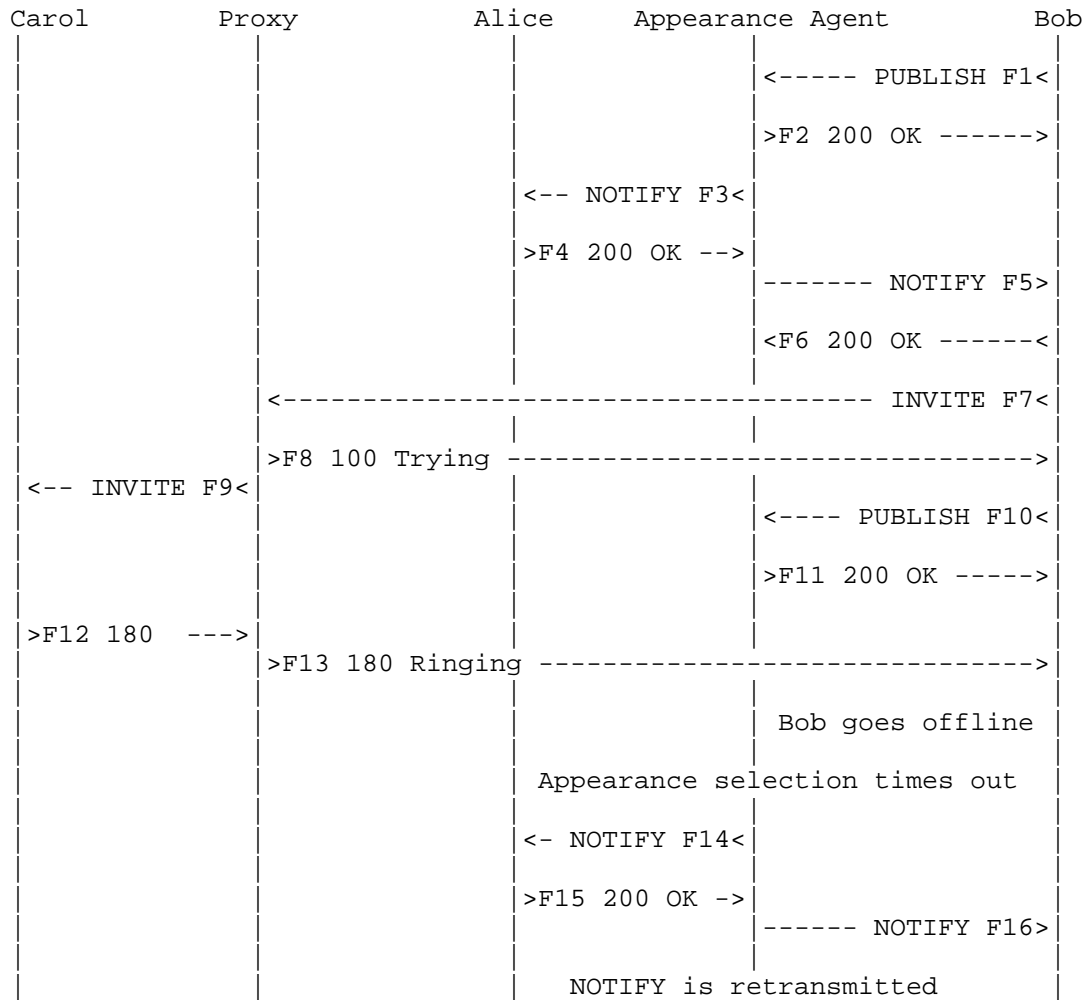 Carol Proxy Alice Appearance Agent Bob
<----- PUBLISH F1<
>F2 200 OK ------>
<-- NOTIFY F3<
>F4 200 OK -->
------- NOTIFY F5>
<F6 200 OK ------<
<------------------------------------- INVITE F7<
>F8 100 Trying --------------------------------->
<-- INVITE F9<
<---- PUBLISH F10<
>F11 200 OK ----->
>F12 180 --->
>F13 180 Ringing ------------------------------->
Bob goes offline
Appearance selection times out
<- NOTIFY F14<
>F15 200 OK ->
------ NOTIFY F16>
NOTIFY is retransmitted